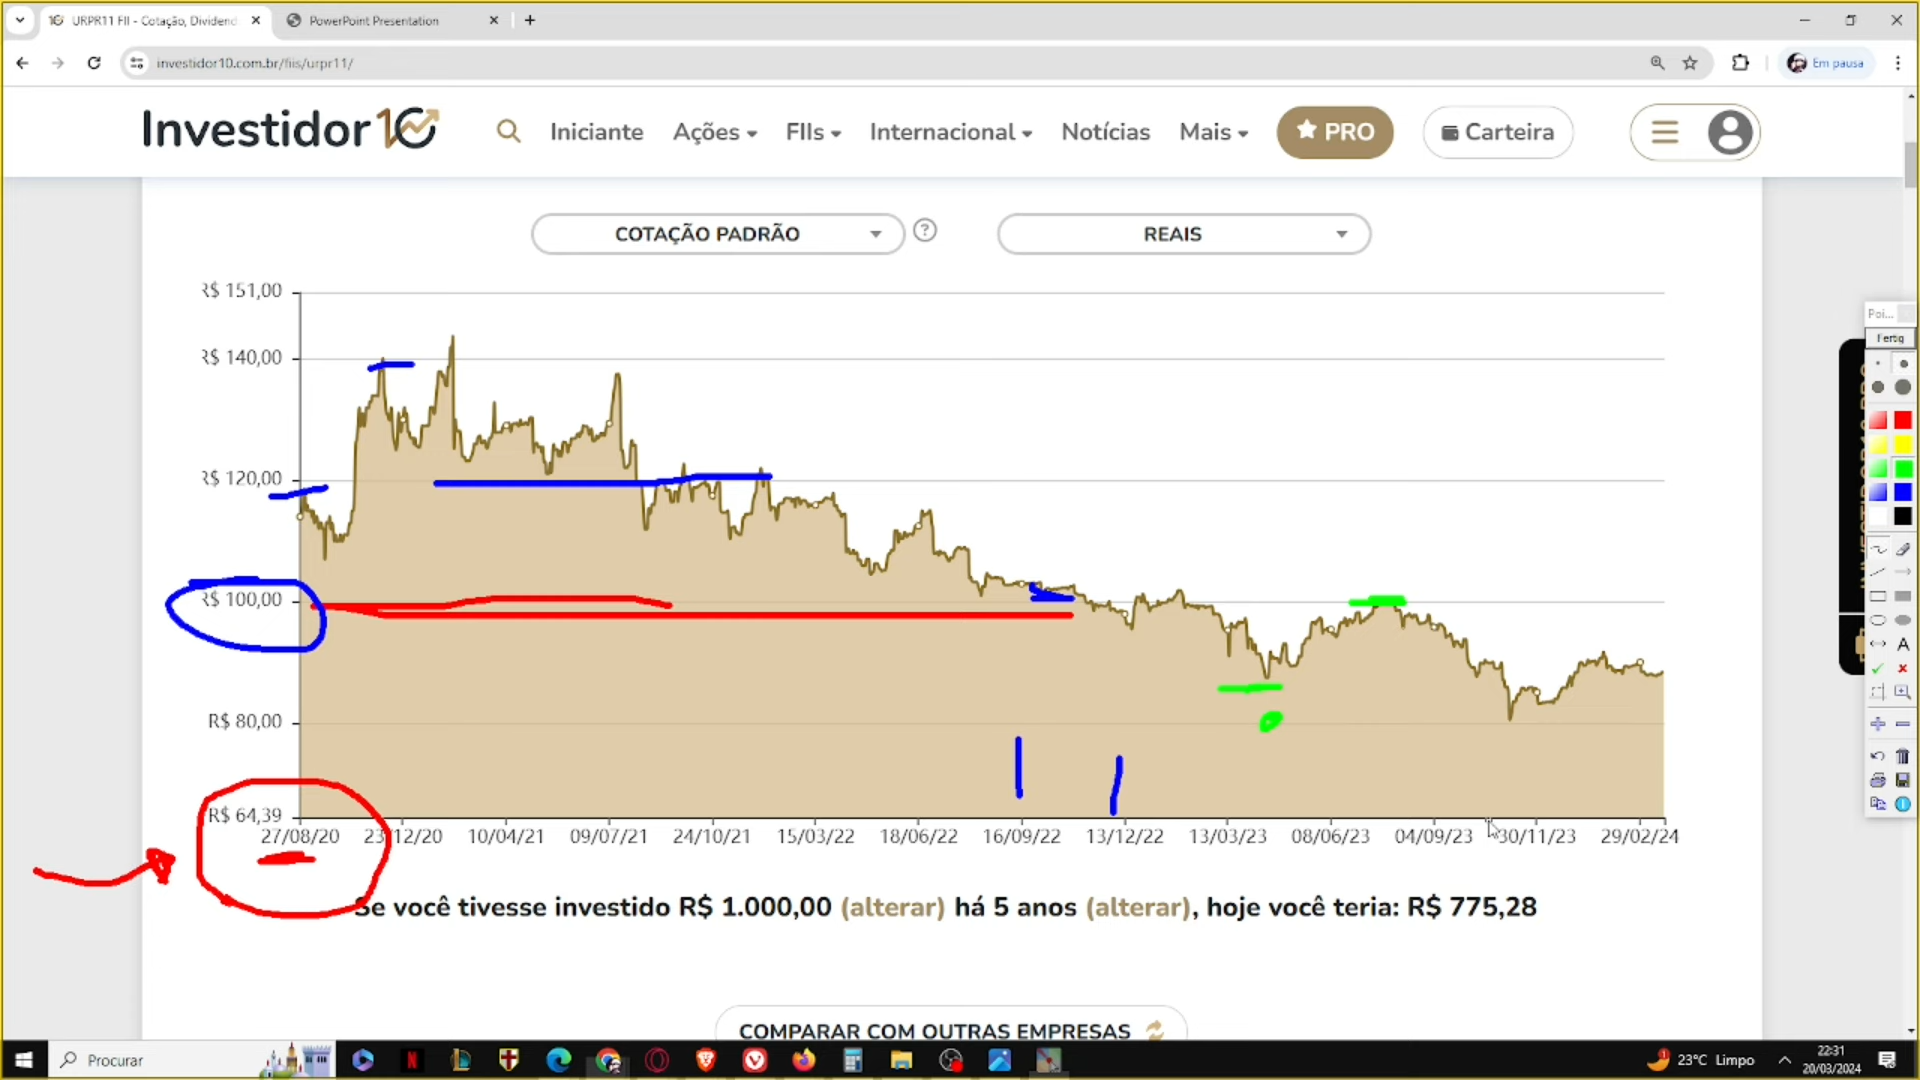 URPR11 FII - Cotação, Dividend
PowerPoint Presentation
investidor10.com.br/fiis/urpr11/
Em pausa
Investidor 10
Iniciante
Ações
FIIs
Internacional
Notícias
Mais
PRO
Carteira
COTAÇÃO PADRÃO
?
REAIS
R$ 151,00
R$ 140,00
R$ 120,00
R$ 100,00
R$ 80,00
R$ 64,39
27/08/20
23/12/20
10/04/21
09/07/21
24/10/21
15/03/22
18/06/22
16/09/22
13/12/22
13/03/23
08/06/23
04/09/23
30/11/23
29/02/24
Poi...
Fertig
A
Se você tivesse investido R$ 1.000,00 (alterar) há 5 anos (alterar), hoje você teria: R$ 775,28
COMPARAR COM OUTRAS EMPRESAS
Procurar
23°C Limpo
22:31
20/03/2024